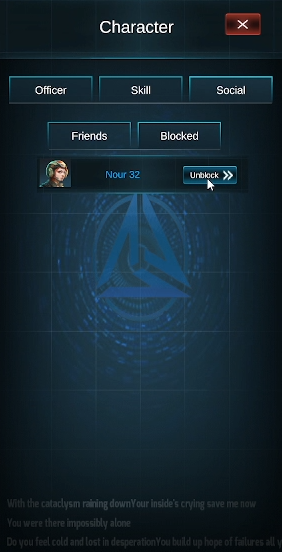 Character
Officer Skill Social
Friends Blocked
Nour 32 Unblock
With the cataclysm raining downYour inside's crying save me now
You were there impossibly alone
Do you feel cold and lost in desperationYou build up hope of failures all y